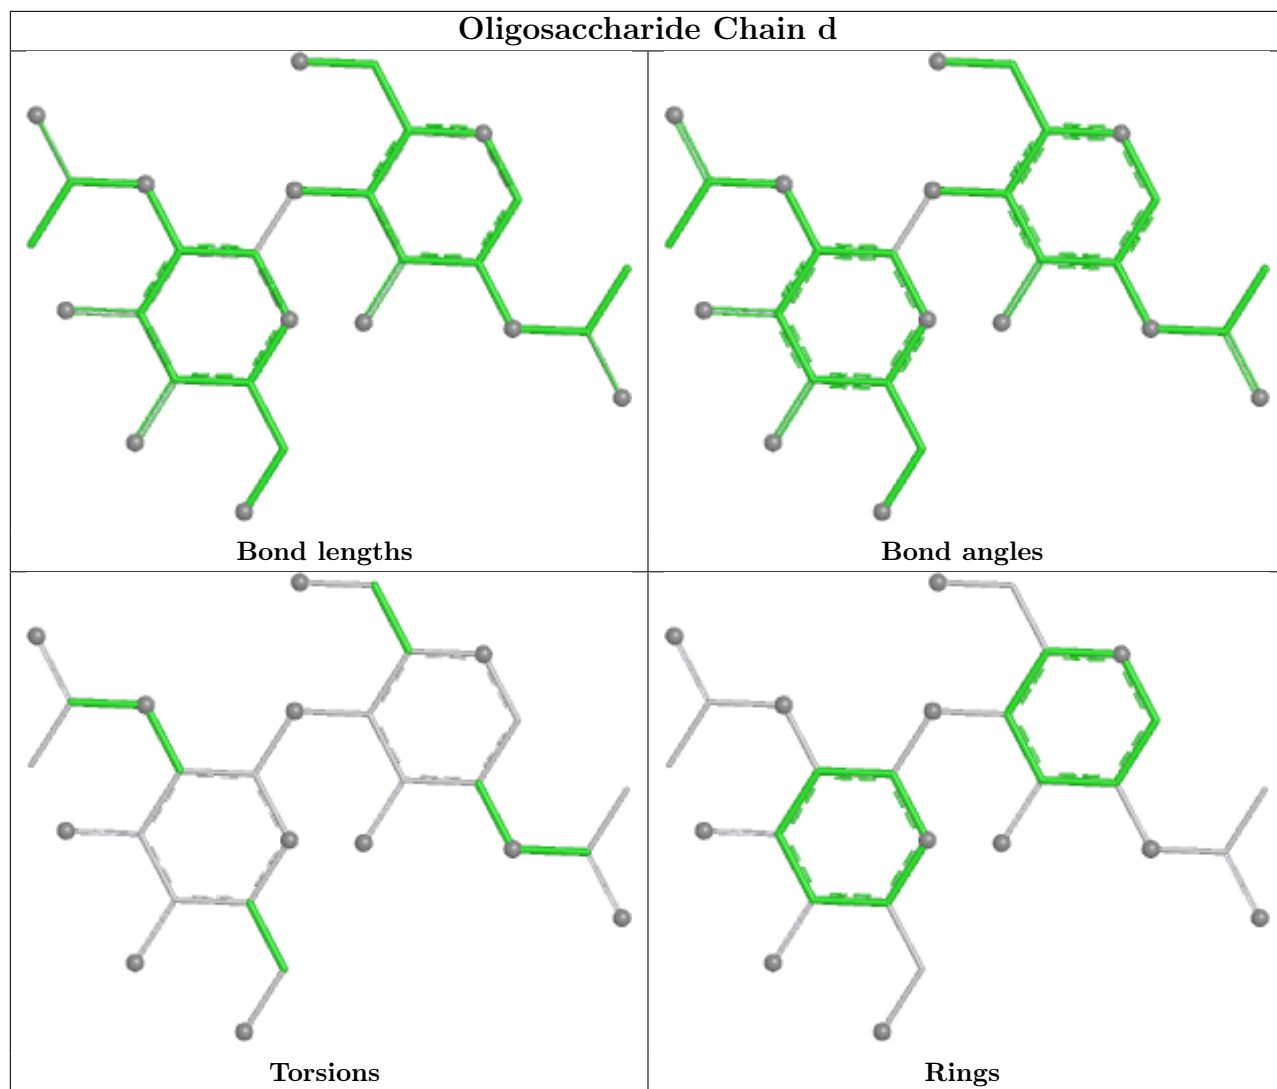 Oligosaccharide Chain d
Bond lengths
Bond angles
Torsions
Rings